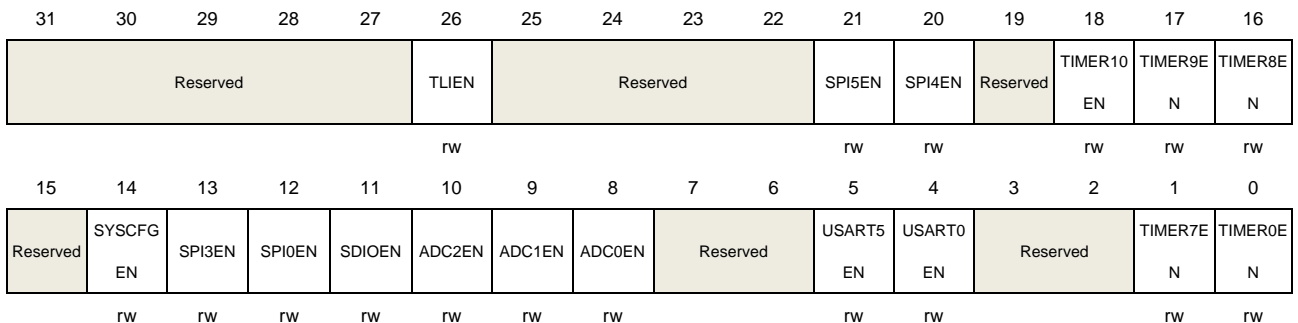 31 30 29 28 27 26 25 24 23 22 21 20 19 18 17 16
Reserved TLIEN Reserved SPI5EN SPI4EN Reserved TIMER10 EN TIMER9E N TIMER8E N
rw rw rw rw rw rw
15 14 13 12 11 10 9 8 7 6 5 4 3 2 1 0
Reserved SYSCFG EN SPI3EN SPI0EN SDIOEN ADC2EN ADC1EN ADC0EN Reserved USART5 EN USART0 EN Reserved TIMER7E N TIMER0E N
rw rw rw rw rw rw rw rw rw rw rw